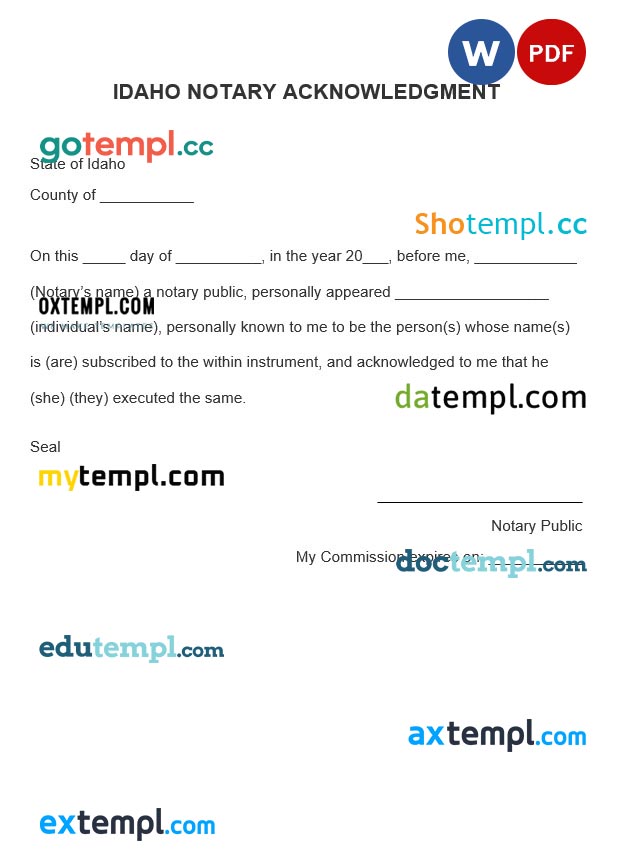 W PDF
IDAHO NOTARY ACKNOWLEDGMENT
gotempl.cc
State of Idaho
County of ___________
Shotempl.cc
On this _____ day of __________, in the year 20___, before me, ____________
(Notary's name) a notary public, personally appeared __________________
OXTEMPL.COM
(individual's name), personally known to me to be the person(s) whose name(s)
is (are) subscribed to the within instrument, and acknowledged to me that he
(she) (they) executed the same.
datempl.com
Seal
mytempl.com
________________________
Notary Public
My Commission expires on: ___________
doctempl.com
edutempl.com
axtempl.com
extempl.com